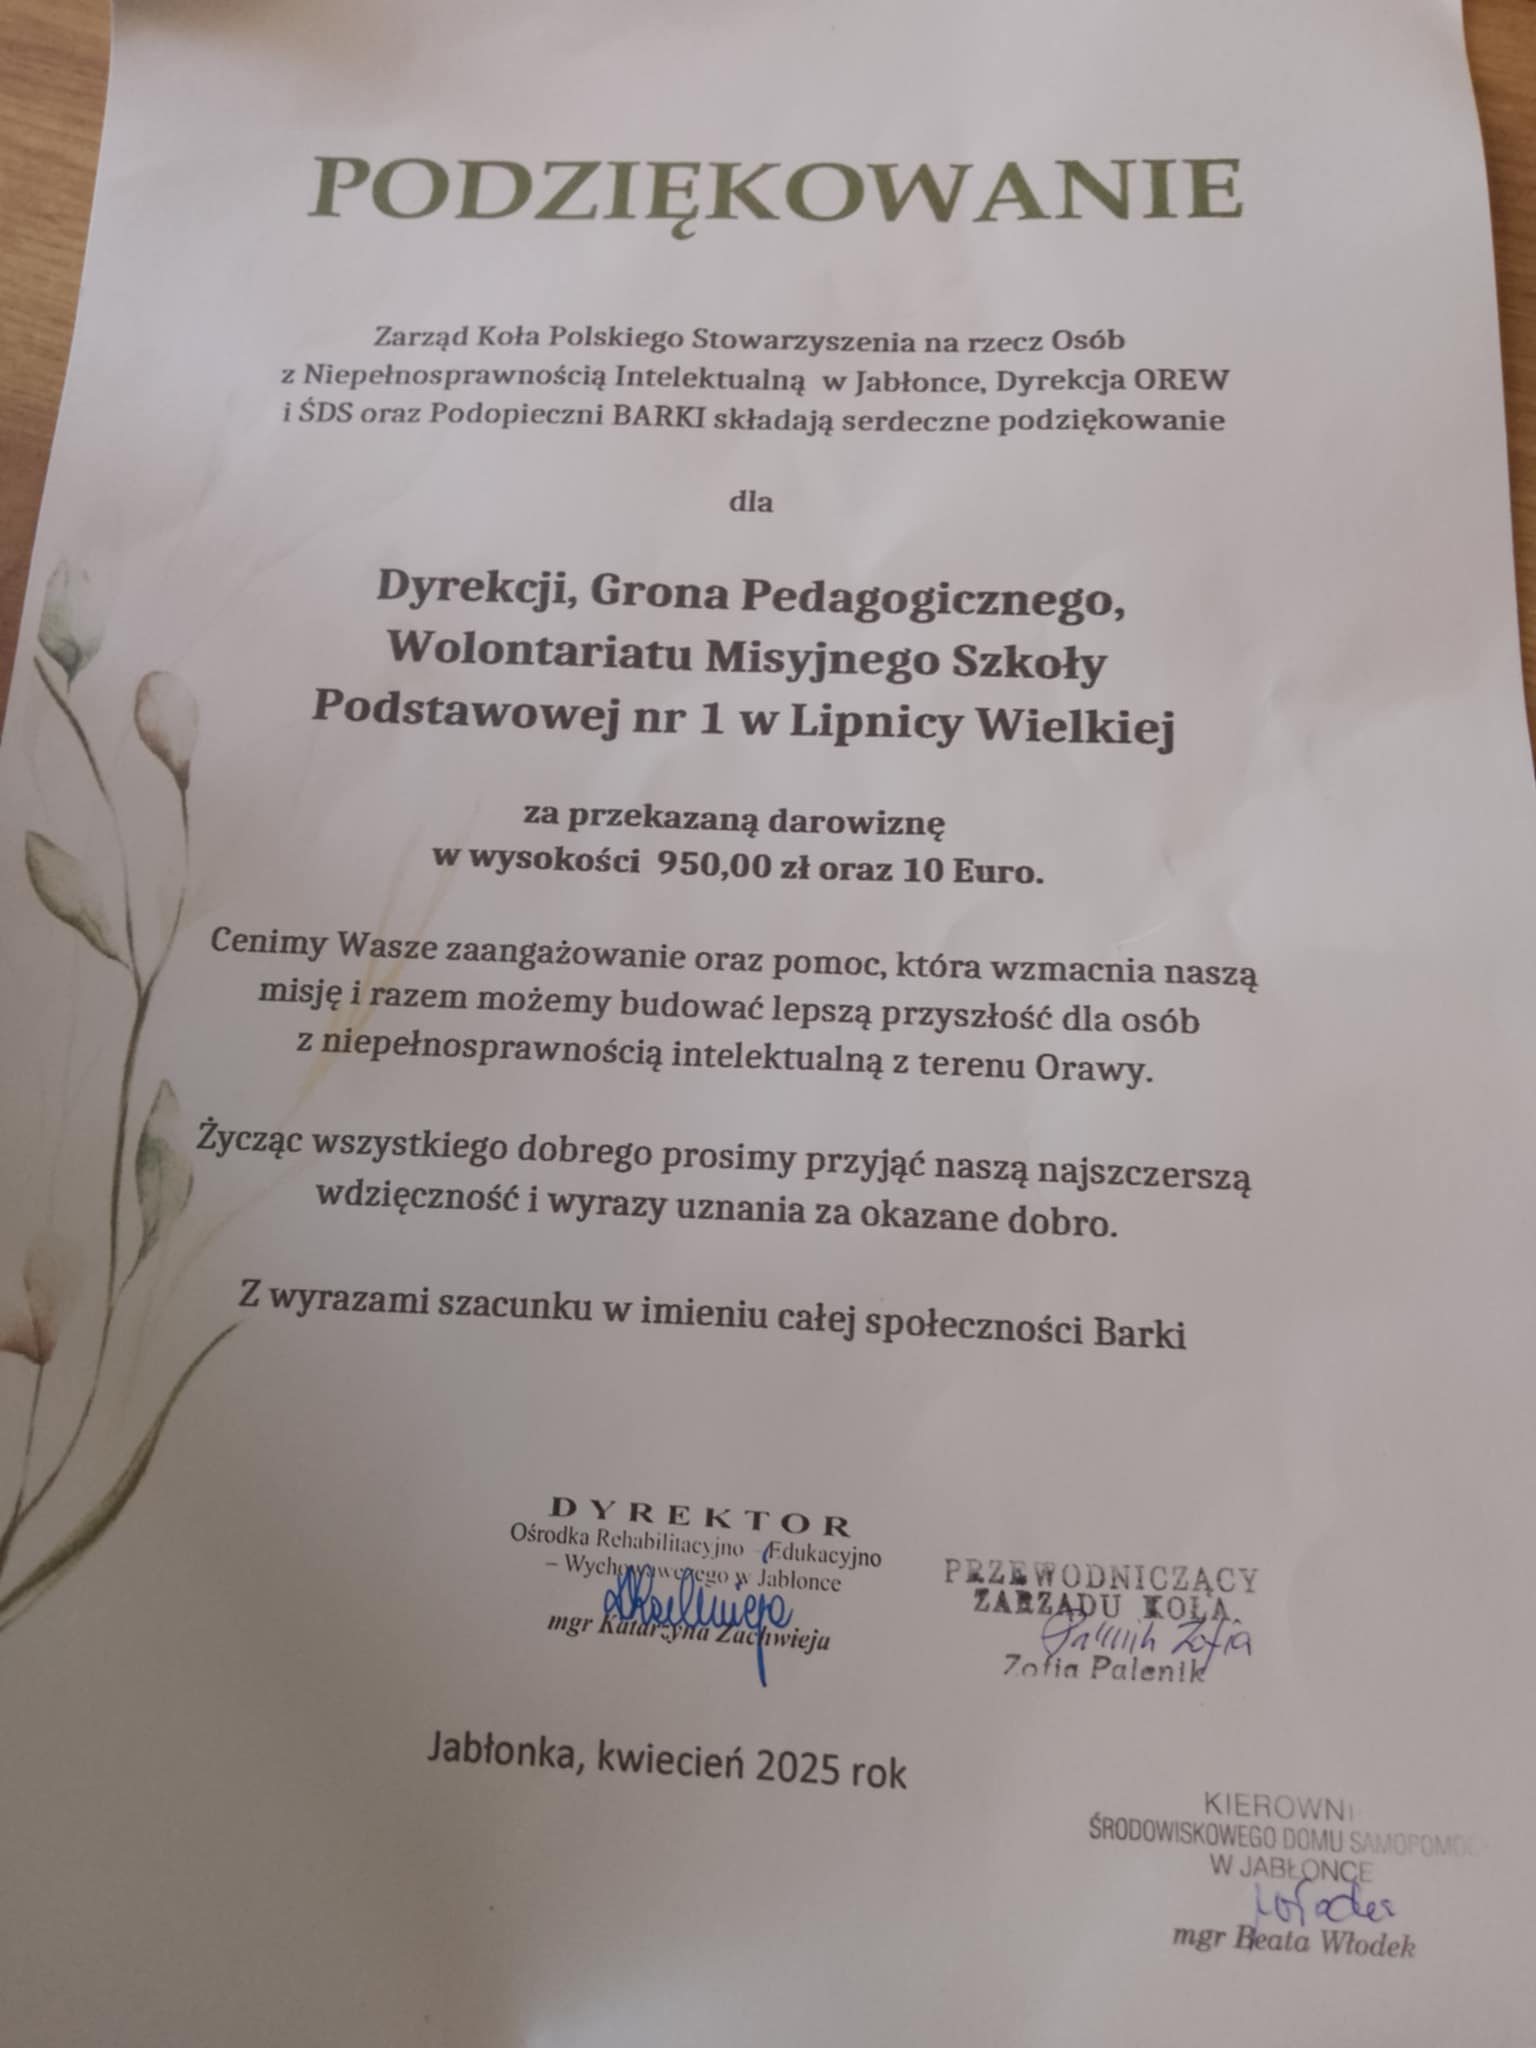 PODZIĘKOWANIE
Zarząd Koła Polskiego Stowarzyszenia na rzecz Osób
z Niepełnosprawnością Intelektualną w Jabłonce, Dyrekcja OREW
i ŚDS oraz Podopieczni BARKI składają serdeczne podziękowanie
dla
Dyrekcji, Grona Pedagogicznego,
Wolontariatu Misyjnego Szkoły
Podstawowej nr 1 w Lipnicy Wielkiej
za przekazaną darowiznę
w wysokości 950,00 zł oraz 10 Euro.
Cenimy Wasze zaangażowanie oraz pomoc, która wzmacnia naszą
misję i razem możemy budować lepszą przyszłość dla osób
z niepełnosprawnością intelektualną z terenu Orawy.
Życząc wszystkiego dobrego prosimy przyjąć naszą najszczerszą
wdzięczność i wyrazy uznania za okazane dobro.
Z wyrazami szacunku w imieniu całej społeczności Barki
DYREKTOR
Ośrodka Rehabilitacyjno - Edukacyjno
– Wychowawczego w Jabłonce
mgr Katarzyna Zachwieja
PRZEWODNICZĄCY
ZARZĄDU KOŁA
Palenik Zofia
Zofia Palenik
Jabłonka, kwiecień 2025 rok
KIEROWNI
ŚRODOWISKOWEGO DOMU SAMOPOMOC
W JABŁONCE
mgr Beata Włodek